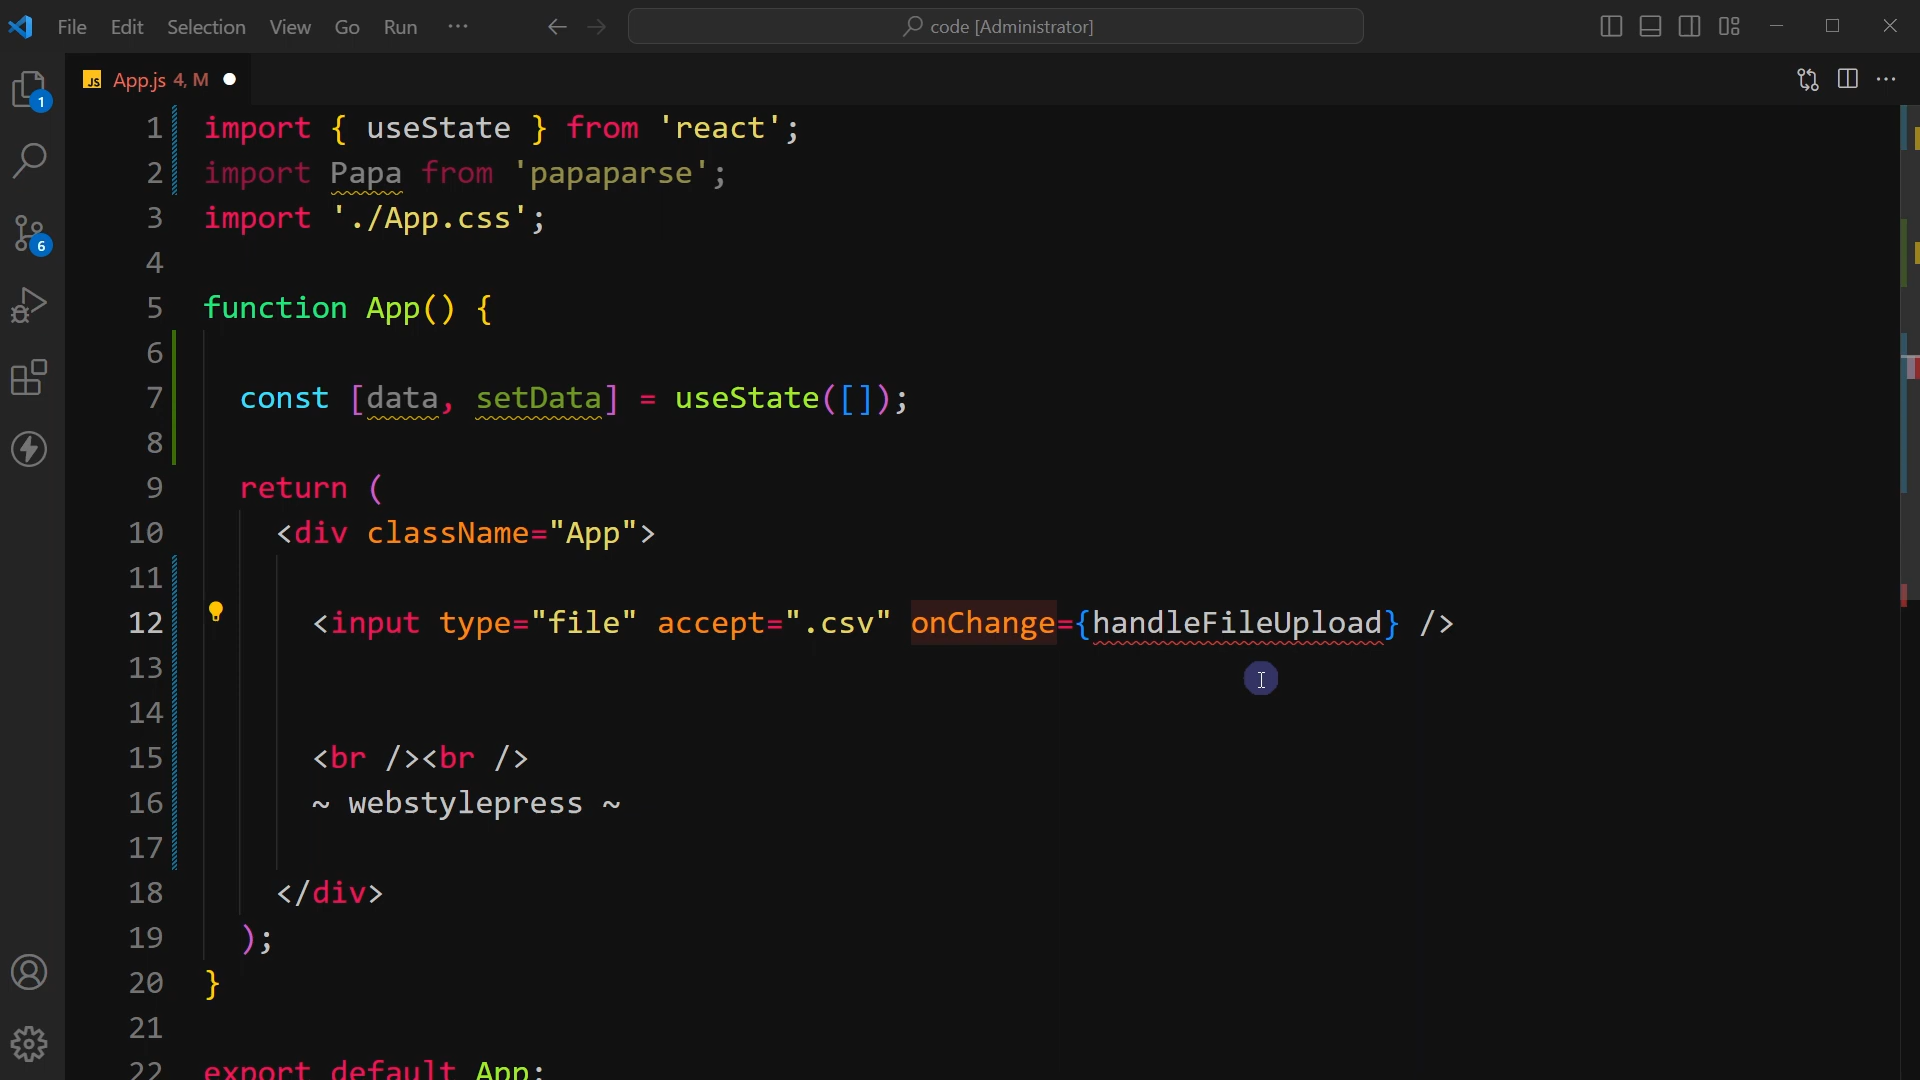 File Edit Selection View Go Run ··· code [Administrator]
1
JS App.js 4, M
6
1 import { useState } from 'react';
2 import Papa from 'papaparse';
3 import './App.css';
4
5 function App() {
6
7 const [data, setData] = useState([]);
8
9 return (
10 <div className="App">
11
12 <input type="file" accept=".csv" onChange={handleFileUpload} />
13
14
15 <br /><br />
16 ~ webstylepress ~
17
18 </div>
19 );
20 }
21
22 export default App;